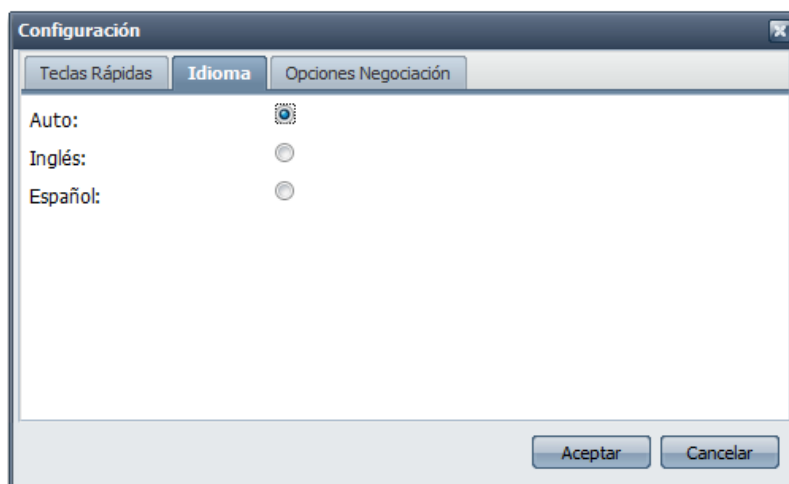 Configuración
Teclas Rápidas Idioma Opciones Negociación
Auto:
Inglés:
Español:
Aceptar Cancelar